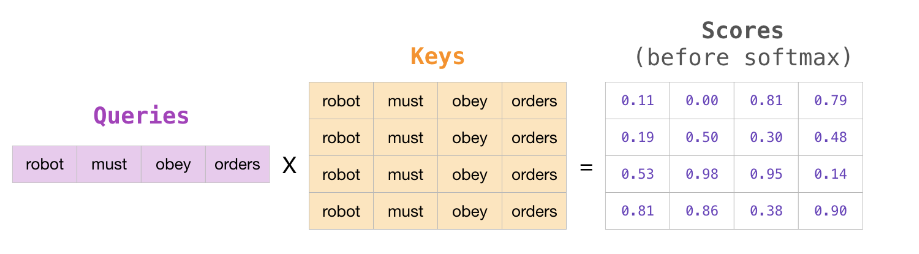 Scores
(before softmax)
Keys
Queries
robot must obey orders
X
robot must obey orders
robot must obey orders
robot must obey orders
robot must obey orders
=
0.11 0.00 0.81 0.79
0.19 0.50 0.30 0.48
0.53 0.98 0.95 0.14
0.81 0.86 0.38 0.90